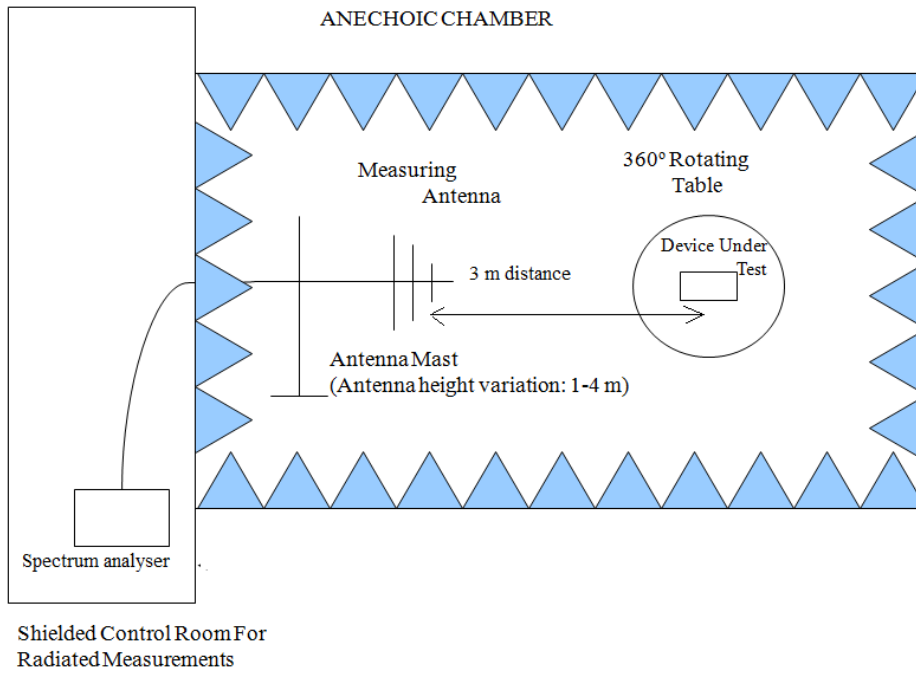 ANECHOIC CHAMBER
Measuring
Antenna
360º Rotating
Table
Device Under
Test
3 m distance
Antenna Mast
(Antenna height variation: 1-4 m)
Spectrum analyser
Shielded Control Room For
Radiated Measurements